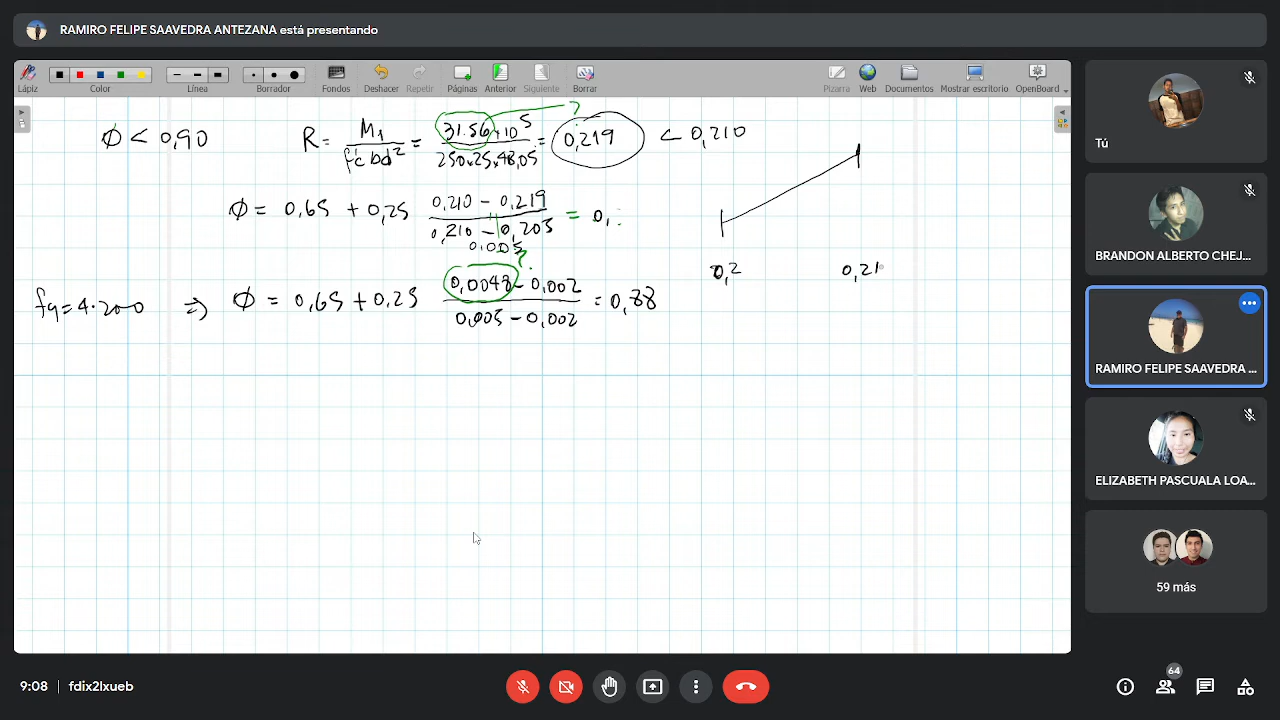 RAMIRO FELIPE SAAVEDRA ANTEZANA está presentando
Lápiz Color Línea Borrador Fondos Deshacer Repetir Páginas Anterior Siguiente Borrar Pizarra Web Documentos Mostrar escritorio OpenBoard
?
Ø < 0,90 R = M1 / f'c bd² = 31.56×10⁵ / 250×25×48,05 = 0,219 < 0,210
Ø = 0,65 + 0,25 0,210 − 0,219 / 0,210 − 0,203 = 0,
0.005 ?
fy = 4.200 => Ø = 0,65 + 0,25 0,0048 − 0,002 / 0,005 − 0,002 = 0,88
0,2 0,21
Tú
BRANDON ALBERTO CHEJ...
RAMIRO FELIPE SAAVEDRA ...
ELIZABETH PASCUALA LOA...
59 más
9:08 | fdix2lxueb
64